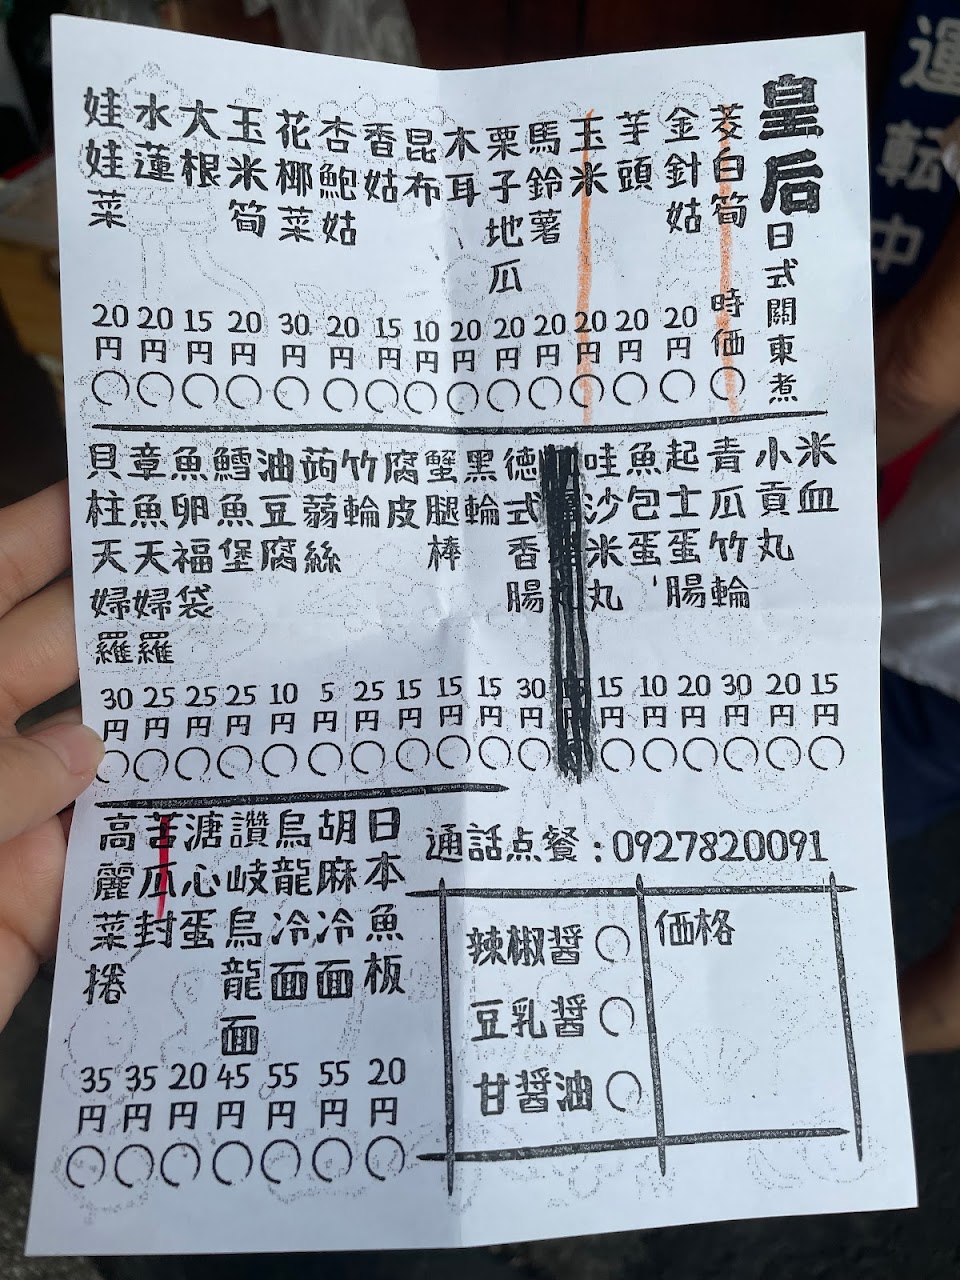 皇后日式關東煮
茭白筍 時価
金針姑 20円
芋頭 20円
玉米 20円
馬鈴薯 20円
栗子地瓜 20円
木耳 20円
昆布 10円
香姑 15円
杏鮑姑 20円
花椰菜 30円
玉米筍 20円
大根 15円
水蓮 20円
娃娃菜 20円
米血 15円
小貢丸 20円
青瓜竹輪 30円
起士蛋腸 20円
魚包蛋 10円
哇沙米丸 15円
德式香腸 30円
黑輪 15円
蟹腿棒 15円
腐皮 15円
竹輪 25円
蒟蒻絲 5円
油豆腐 10円
鱈魚堡 25円
魚卵福袋 25円
章魚天婦羅 25円
貝柱天婦羅 30円
通話点餐：0927820091
辣椒醬
豆乳醬
甘醬油
価格
日本魚板 20円
胡麻冷面 55円
烏龍冷面 55円
讚岐烏龍面 45円
溏心蛋 20円
苦瓜封 35円
高麗菜捲 35円
運転中